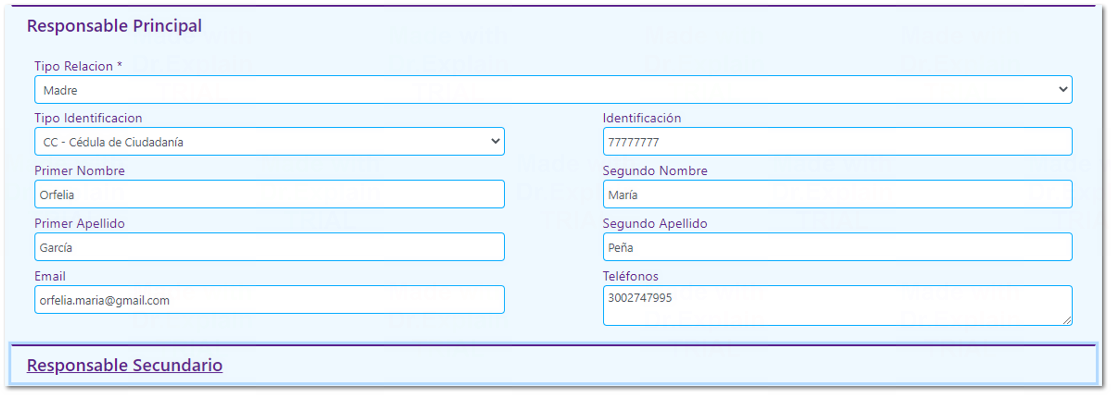 Responsable Principal
Tipo Relacion *
Madre
Tipo Identificacion Identificación
CC - Cédula de Ciudadanía 77777777
Primer Nombre Segundo Nombre
Orfelia María
Primer Apellido Segundo Apellido
García Peña
Email Teléfonos
orfelia.maria@gmail.com 3002747995
Responsable Secundario